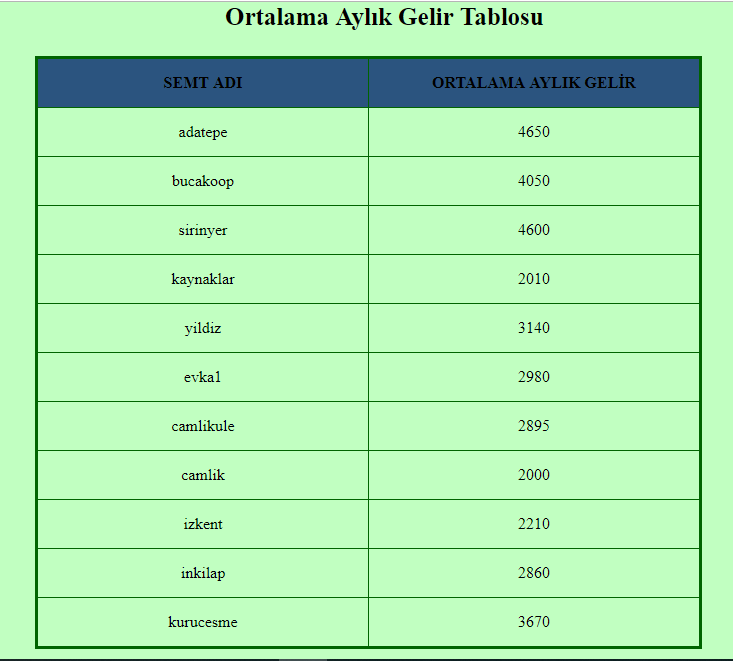 Ortalama Aylık Gelir Tablosu
SEMT ADI ORTALAMA AYLIK GELİR
adatepe 4650
bucakoop 4050
sirinyer 4600
kaynaklar 2010
yildiz 3140
evka1 2980
camlikule 2895
camlik 2000
izkent 2210
inkilap 2860
kurucesme 3670